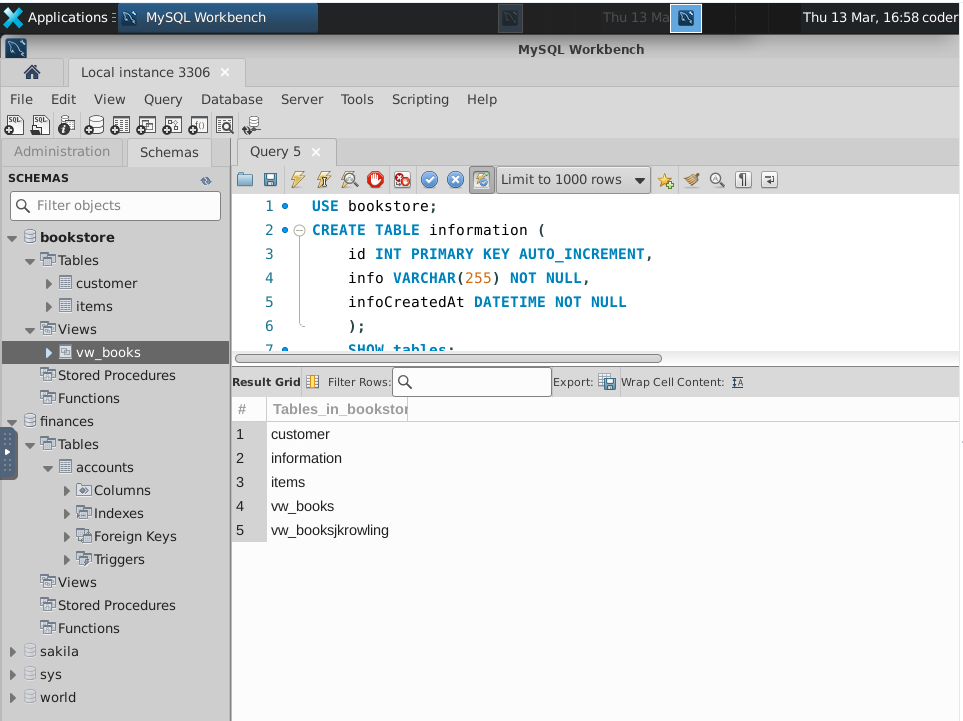 Applications
MySQL Workbench
Thu 13 Ma
Thu 13 Mar, 16:58 coder
MySQL Workbench
Local instance 3306
File Edit View Query Database Server Tools Scripting Help
Administration
Schemas
Query 5
SCHEMAS
Limit to 1000 rows
Filter objects
bookstore
Tables
customer
items
Views
vw_books
Stored Procedures
Functions
finances
Tables
accounts
Columns
Indexes
Foreign Keys
Triggers
Views
Stored Procedures
Functions
sakila
sys
world
1 USE bookstore;
2 CREATE TABLE information (
3 id INT PRIMARY KEY AUTO_INCREMENT,
4 info VARCHAR(255) NOT NULL,
5 infoCreatedAt DATETIME NOT NULL
6 );
7 SHOW tables;
Result Grid Filter Rows: Export: Wrap Cell Content:
# Tables_in_bookstor
1 customer
2 information
3 items
4 vw_books
5 vw_booksjkrowling